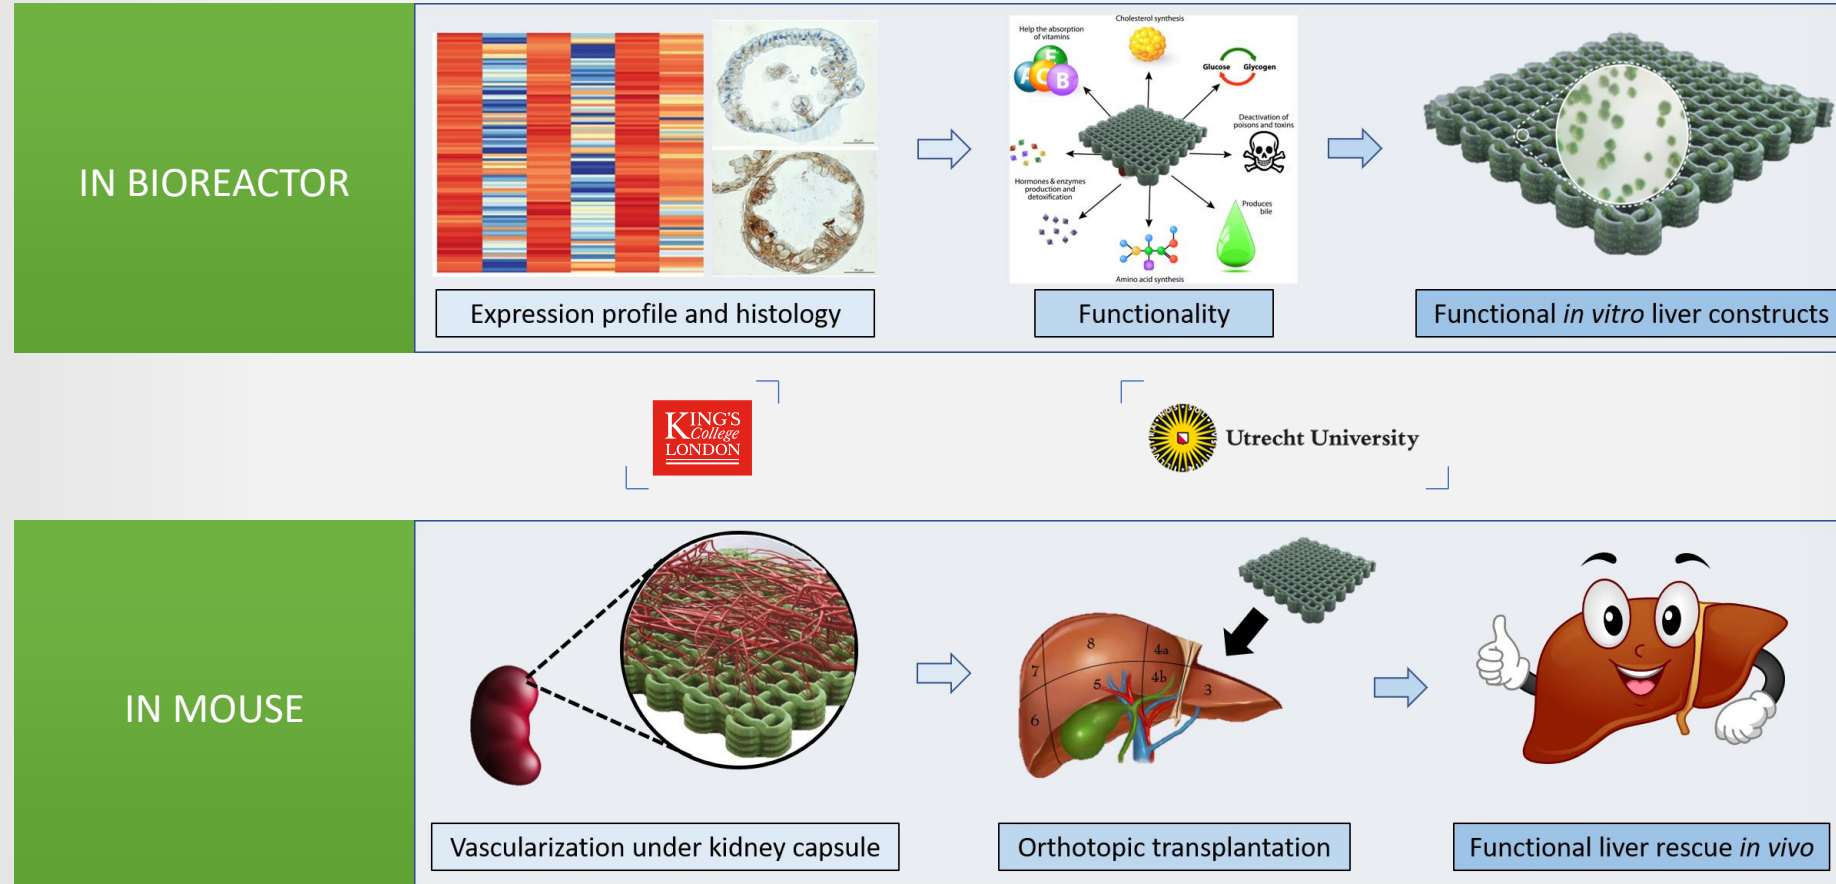 IN BIOREACTOR
Expression profile and histology
Help the absorption
of vitamins
A C E B
Cholesterol synthesis
Glucose Glycogen
Deactivation of
poisons and toxins
Hormones & enzymes
production and
detoxification
Produces
bile
Amino acid synthesis
Functionality
Functional in vitro liver constructs
KING'S
College
LONDON
Utrecht University
IN MOUSE
Vascularization under kidney capsule
8
4a
7
5
4b
3
6
Orthotopic transplantation
Functional liver rescue in vivo